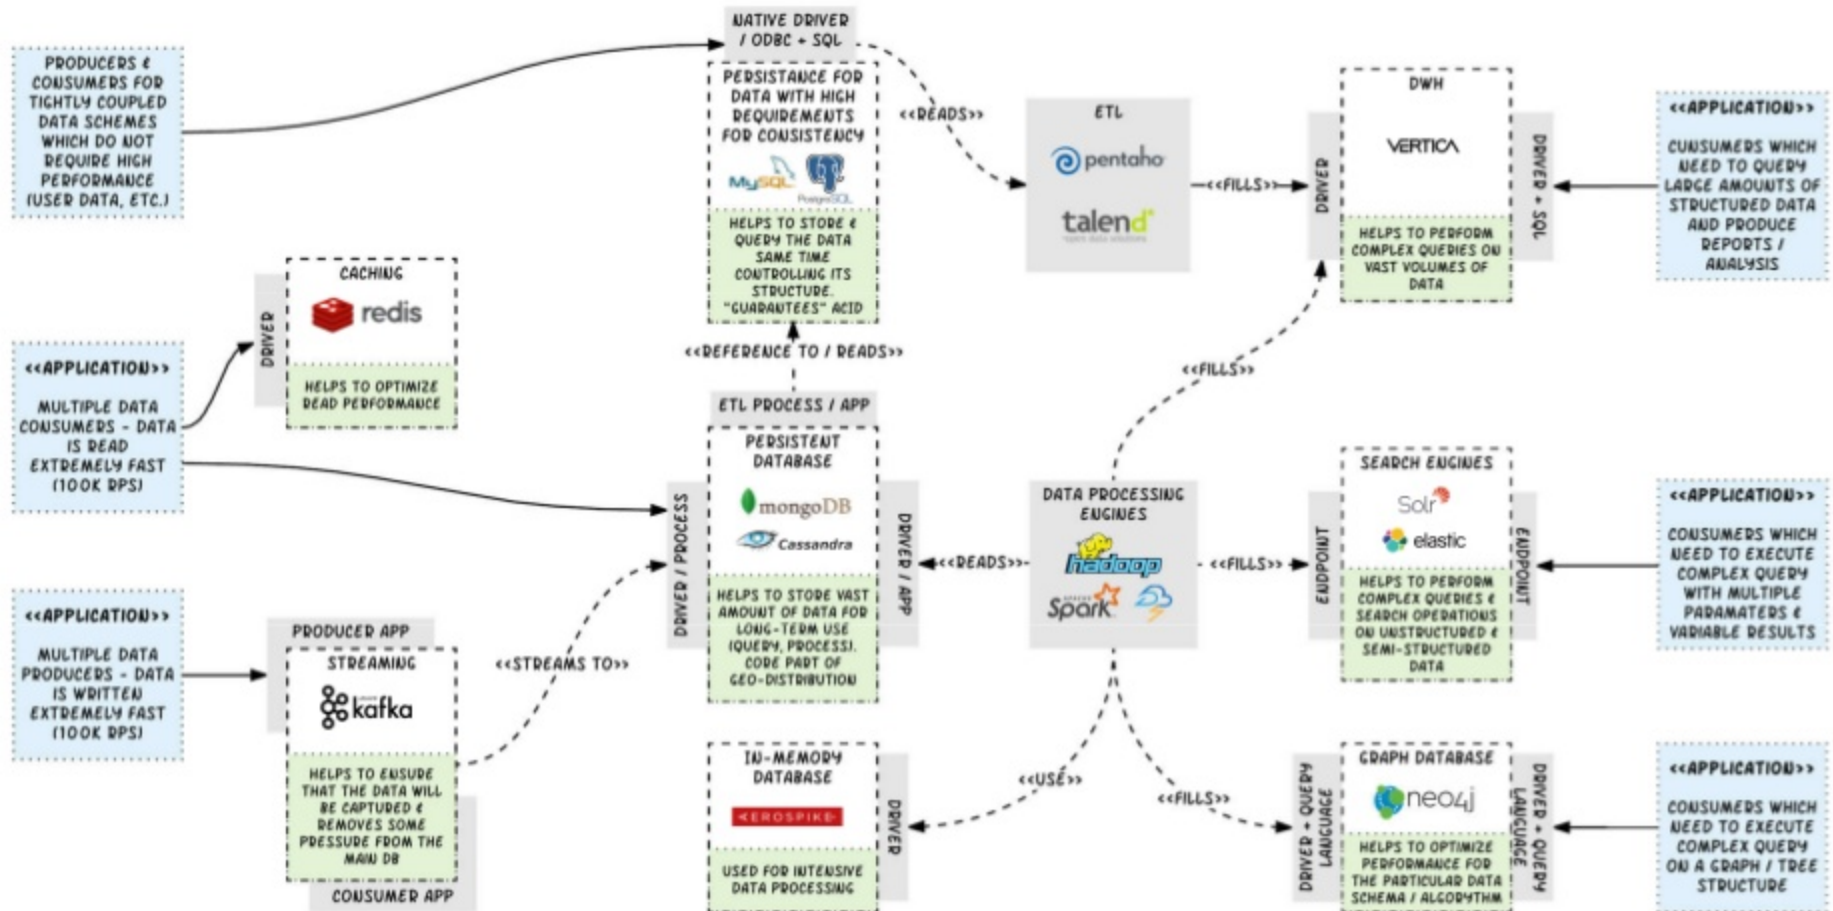 PRODUCERS &
CONSUMERS FOR
TIGHTLY COUPLED
DATA SCHEMES
WHICH DO NOT
REQUIRE HIGH
PERFORMANCE
(USER DATA, ETC.)
NATIVE DRIVER
/ ODBC + SQL
PERSISTANCE FOR
DATA WITH HIGH
REQUIREMENTS
FOR CONSISTENCY
MySQL
PostgreSQL
HELPS TO STORE &
QUERY THE DATA
SAME TIME
CONTROLLING ITS
STRUCTURE.
"GUARANTEES" ACID
<<READS>>
ETL
pentaho
talend
*open data solutions
<<FILLS>>
DRIVER
DWH
VERTICA
HELPS TO PERFORM
COMPLEX QUERIES ON
VAST VOLUMES OF
DATA
DRIVER + SQL
<<APPLICATION>>
CUNSUMERS WHICH
NEED TO QUERY
LARGE AMOUNTS OF
STRUCTURED DATA
AND PRODUCE
REPORTS /
ANALYSIS
<<APPLICATION>>
MULTIPLE DATA
CONSUMERS - DATA
IS READ
EXTREMELY FAST
(100K RPS)
DRIVER
CACHING
redis
HELPS TO OPTIMIZE
READ PERFORMANCE
<<REFERENCE TO / READS>>
ETL PROCESS / APP
DRIVER / PROCESS
PERSISTENT
DATABASE
mongoDB
Cassandra
HELPS TO STORE VAST
AMOUNT OF DATA FOR
LONG-TERM USE
(QUERY, PROCESS).
CORE PART OF
GEO-DISTRIBUTION
DRIVER / APP
<<READS>>
DATA PROCESSING
ENGINES
hadoop
APACHE
Spark
<<FILLS>>
<<FILLS>>
ENDPOINT
SEARCH ENGINES
Solr
elastic
HELPS TO PERFORM
COMPLEX QUERIES &
SEARCH OPERATIONS
ON UNSTRUCTURED &
SEMI-STRUCTURED
DATA
ENDPOINT
<<APPLICATION>>
CONSUMERS WHICH
NEED TO EXECUTE
COMPLEX QUERY
WITH MULTIPLE
PARAMATERS &
VARIABLE RESULTS
<<APPLICATION>>
MULTIPLE DATA
PRODUCERS - DATA
IS WRITTEN
EXTREMELY FAST
(100K RPS)
PRODUCER APP
STREAMING
kafka
HELPS TO ENSURE
THAT THE DATA WILL
BE CAPTURED &
REMOVES SOME
PRESSURE FROM THE
MAIN DB
CONSUMER APP
<<STREAMS TO>>
IN-MEMORY
DATABASE
AEROSPIKE
USED FOR INTENSIVE
DATA PROCESSING
DRIVER
<<USE>>
<<FILLS>>
DRIVER + QUERY
LANGUAGE
GRAPH DATABASE
neo4j
HELPS TO OPTIMIZE
PERFORMANCE FOR
THE PARTICULAR DATA
SCHEMA / ALGORYTHM
DRIVER + QUERY
LANGUAGE
<<APPLICATION>>
CONSUMERS WHICH
NEED TO EXECUTE
COMPLEX QUERY
ON A GRAPH / TREE
STRUCTURE